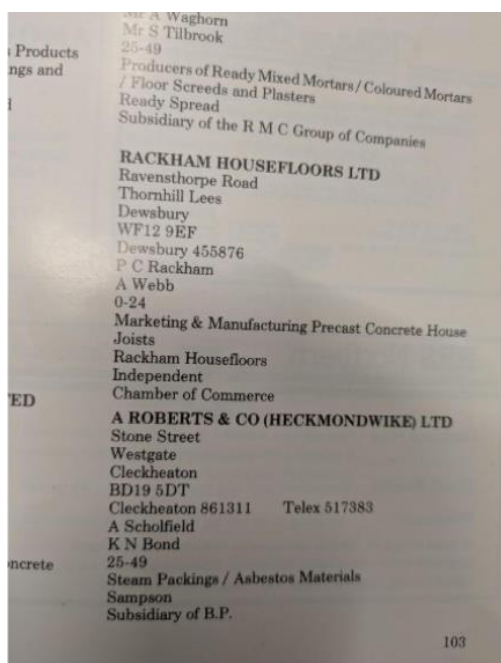 s Products
ngs and
Mr A Waghorn
Mr S Tilbrook
25-49
Producers of Ready Mixed Mortars / Coloured Mortars
/ Floor Screeds and Plasters
Ready Spread
Subsidiary of the R M C Group of Companies
RACKHAM HOUSEFLOORS LTD
Ravensthorpe Road
Thornhill Lees
Dewsbury
WF12 9EF
Dewsbury 455876
P C Rackham
A Webb
0-24
Marketing & Manufacturing Precast Concrete House
Joists
Rackham Housefloors
Independent
Chamber of Commerce
TED
A ROBERTS & CO (HECKMONDWIKE) LTD
Stone Street
Westgate
Cleckheaton
BD19 5DT
Cleckheaton 861311 Telex 517383
A Scholfield
K N Bond
25-49
Steam Packings / Asbestos Materials
Sampson
Subsidiary of B.P.
oncrete
103